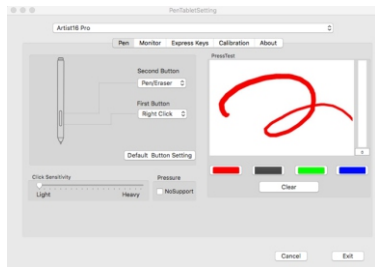 PenTabletSetting
Artist16 Pro
Pen Monitor Express Keys Calibration About
Second Button
Pen/Eraser
First Button
Right Click
Default Button Setting
Click Sensitivity
Light Heavy
Pressure
NoSupport
PressTest
Clear
Cancel Exit